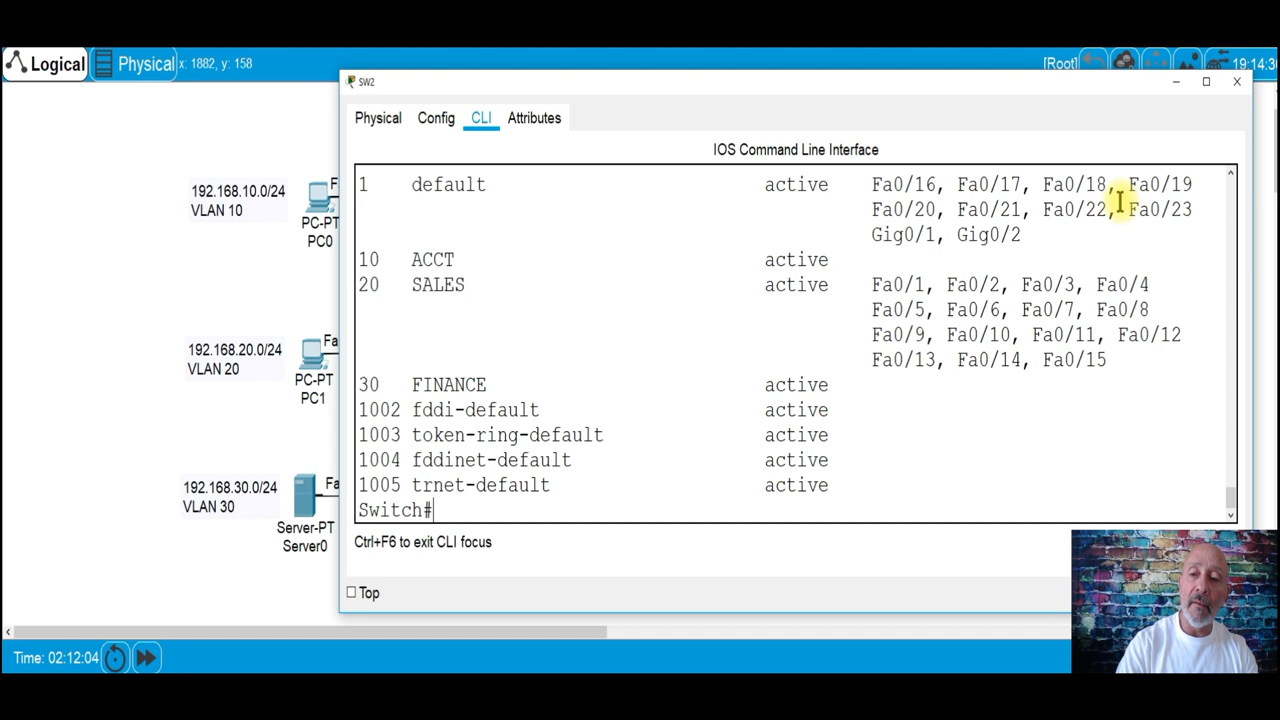 Logical Physical x: 1882, y: 158 [Root] 19:14:3
SW2
Physical Config CLI Attributes
IOS Command Line Interface
1 default active Fa0/16, Fa0/17, Fa0/18, Fa0/19
Fa0/20, Fa0/21, Fa0/22, Fa0/23
Gig0/1, Gig0/2
10 ACCT active
20 SALES active Fa0/1, Fa0/2, Fa0/3, Fa0/4
Fa0/5, Fa0/6, Fa0/7, Fa0/8
Fa0/9, Fa0/10, Fa0/11, Fa0/12
Fa0/13, Fa0/14, Fa0/15
30 FINANCE active
1002 fddi-default active
1003 token-ring-default active
1004 fddinet-default active
1005 trnet-default active
Switch#
Ctrl+F6 to exit CLI focus
Top
192.168.10.0/24
VLAN 10
F
PC-PT
PC0
192.168.20.0/24
VLAN 20
Fa
PC-PT
PC1
192.168.30.0/24
VLAN 30
Fa
Server-PT
Server0
Time: 02:12:04